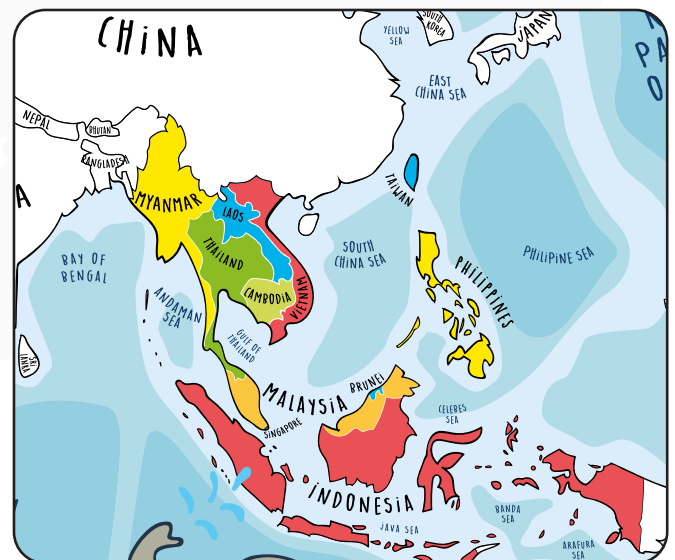 CHiNA
YELLOW
SEA
SOUTH
KOREA
JAPAN
PA
O
EAST
CHiNA SEA
NEPAL
BHUTAN
BANGLADESH
A
TAiWAN
MYANMAR
LAOS
BAY OF
BENGAL
THAiLAND
SOUTH
CHiNA SEA
PHiLiPiNE SEA
PHiLiPPiNES
CAMBODiA
VIETNAM
ANDAMAN
SEA
GULF OF
THAiLAND
SRi
LANKA
MALAYSiA
BRUNEi
SiNGAPORE
CELEBES
SEA
iNDONESiA
BANDA
SEA
JAVA SEA
ARAFURA
SEA